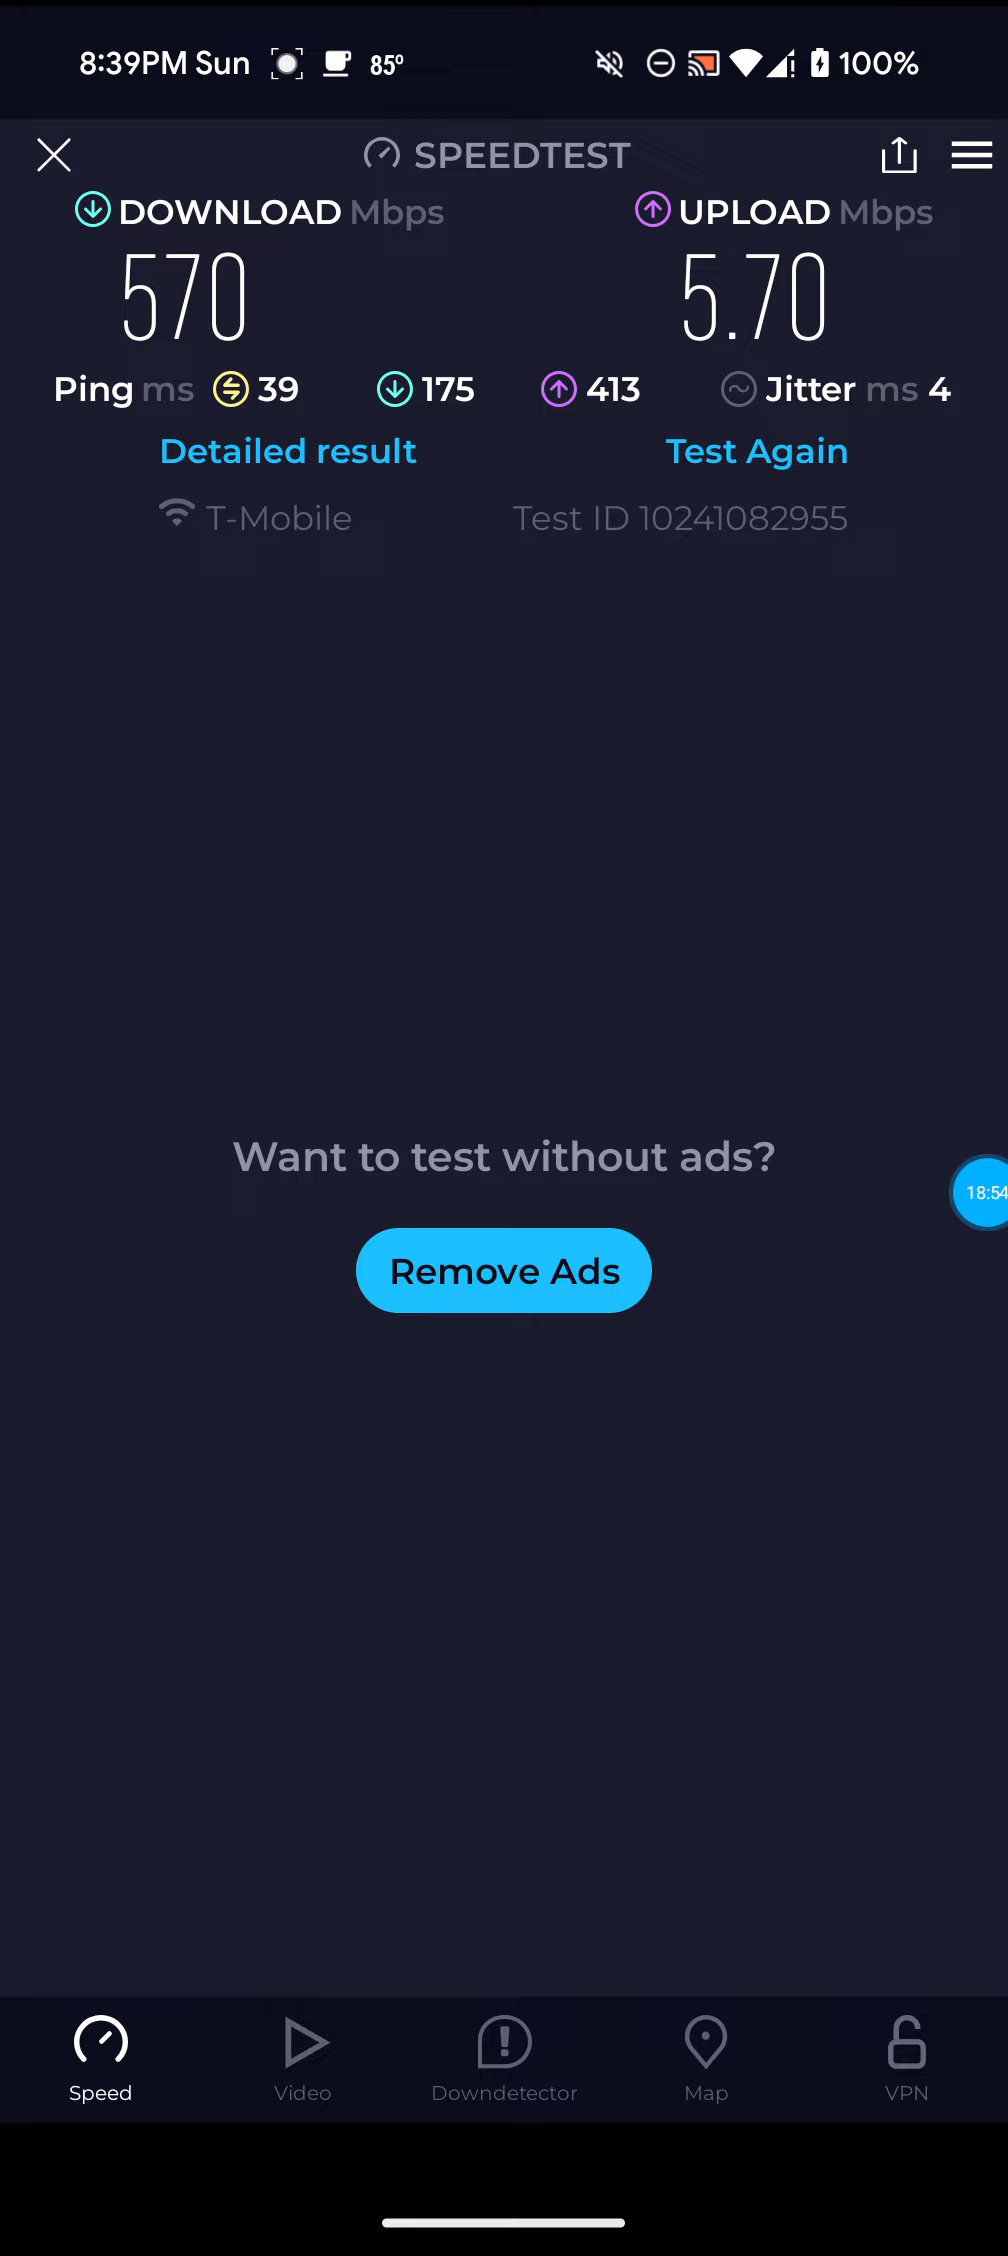 8:39PM Sun 85° 100%
SPEEDTEST
DOWNLOAD Mbps UPLOAD Mbps
570 5.70
Ping ms 39 175 413 Jitter ms 4
Detailed result Test Again
T-Mobile Test ID 10241082955
Want to test without ads?
18:54
Remove Ads
Speed Video Downdetector Map VPN